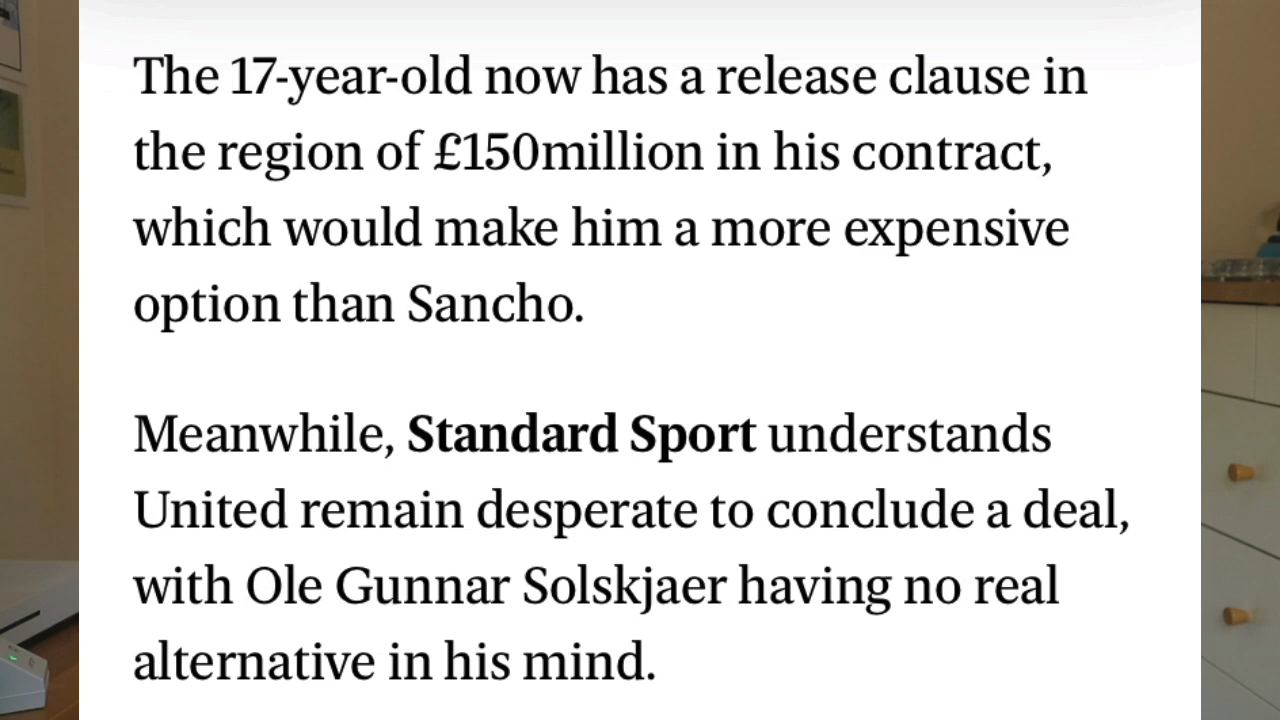 The 17-year-old now has a release clause in
the region of £150million in his contract,
which would make him a more expensive
option than Sancho.
Meanwhile, Standard Sport understands
United remain desperate to conclude a deal,
with Ole Gunnar Solskjaer having no real
alternative in his mind.